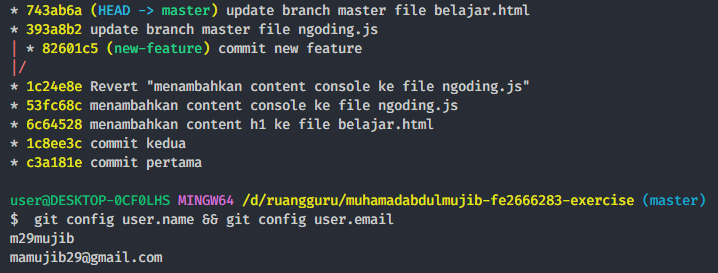 * 743ab6a (HEAD -> master) update branch master file belajar.html
* 393a8b2 update branch master file ngoding.js
| * 82601c5 (new-feature) commit new feature
|/
* 1c24e8e Revert "menambahkan content console ke file ngoding.js"
* 53fc68c menambahkan content console ke file ngoding.js
* 6c64528 menambahkan content h1 ke file belajar.html
* 1c8ee3c commit kedua
* c3a181e commit pertama
user@DESKTOP-0CF0LHS MINGW64 /d/ruangguru/muhamadabdulmujib-fe2666283-exercise (master)
$  git config user.name && git config user.email
m29mujib
mamujib29@gmail.com